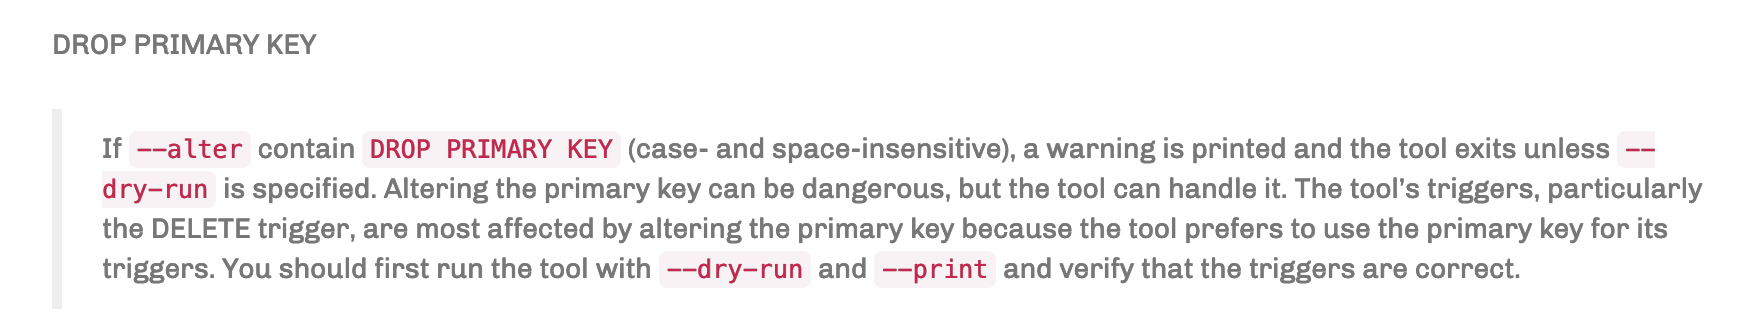 DROP PRIMARY KEY
If --alter contain DROP PRIMARY KEY (case- and space-insensitive), a warning is printed and the tool exits unless --
dry-run is specified. Altering the primary key can be dangerous, but the tool can handle it. The tool’s triggers, particularly
the DELETE trigger, are most affected by altering the primary key because the tool prefers to use the primary key for its
triggers. You should first run the tool with --dry-run and --print and verify that the triggers are correct.